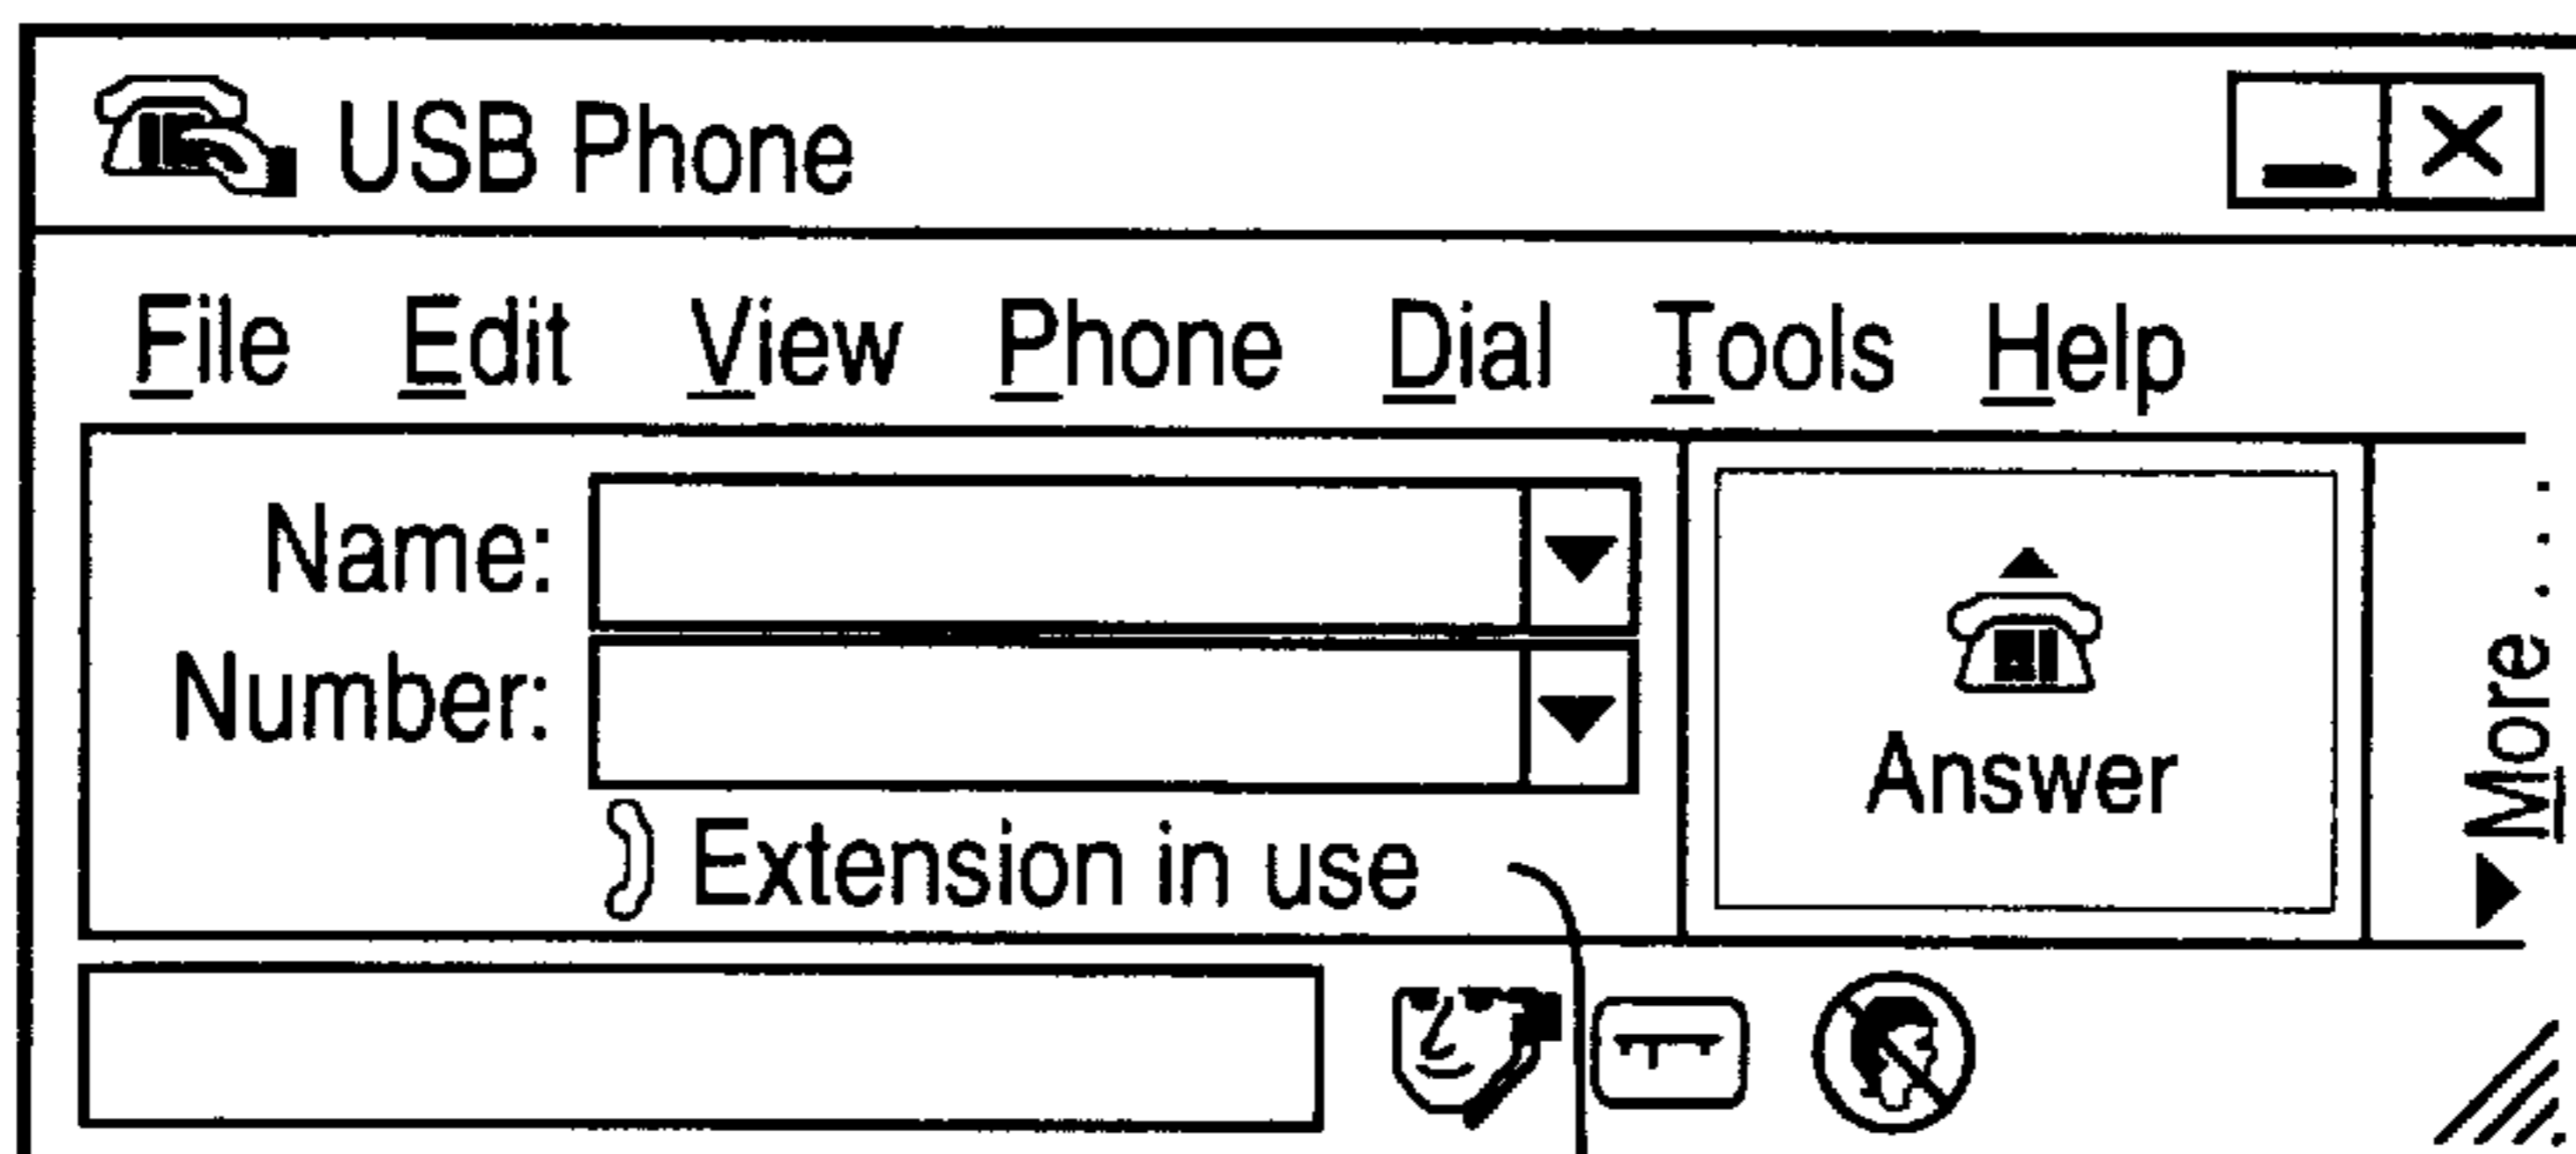 USB Phone
File Edit View Phone Dial Tools Help
Name:
Number:
Extension in use
Answer
More . . .